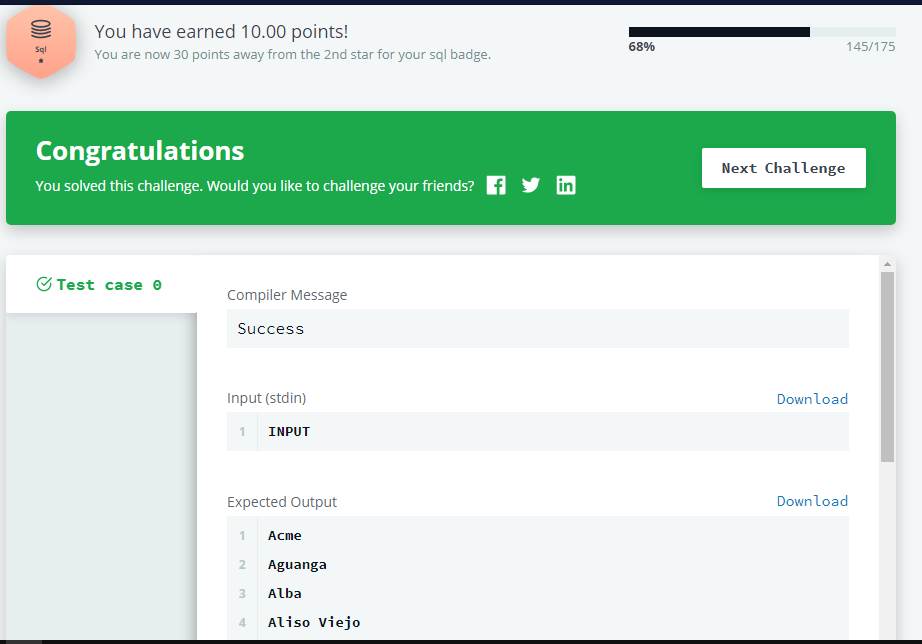 You have earned 10.00 points!
Sql
You are now 30 points away from the 2nd star for your sql badge.
68% 145/175
Congratulations
You solved this challenge. Would you like to challenge your friends?
Next Challenge
Test case 0
Compiler Message
Success
Input (stdin) Download
1 INPUT
Expected Output Download
1 Acme
2 Aguanga
3 Alba
4 Aliso Viejo